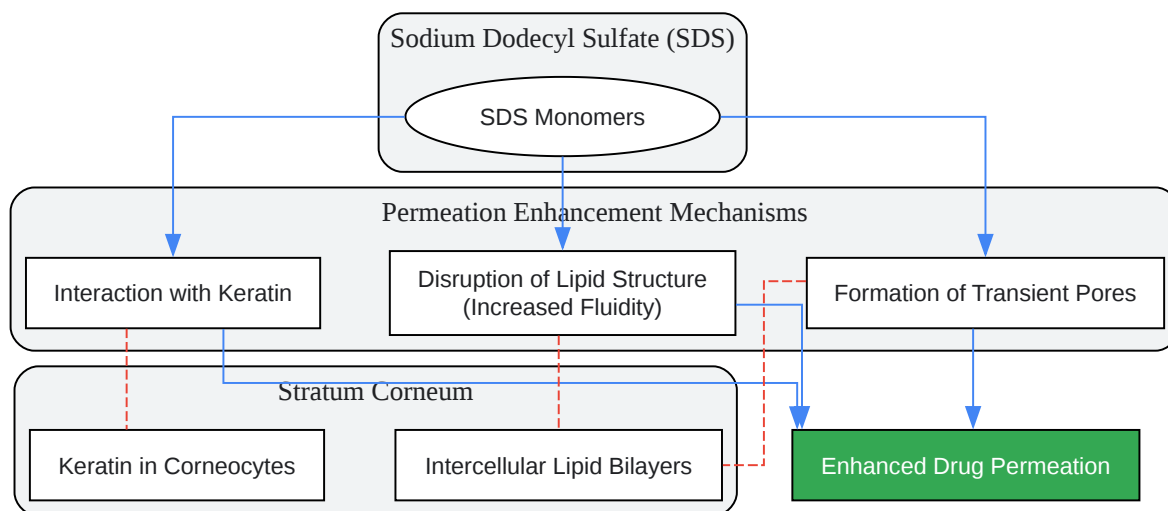 Sodium Dodecyl Sulfate (SDS)
SDS Monomers
Permeation Enhancement Mechanisms
Interaction with Keratin
Disruption of Lipid Structure
(Increased Fluidity)
Formation of Transient Pores
Stratum Corneum
Keratin in Corneocytes
Intercellular Lipid Bilayers
Enhanced Drug Permeation